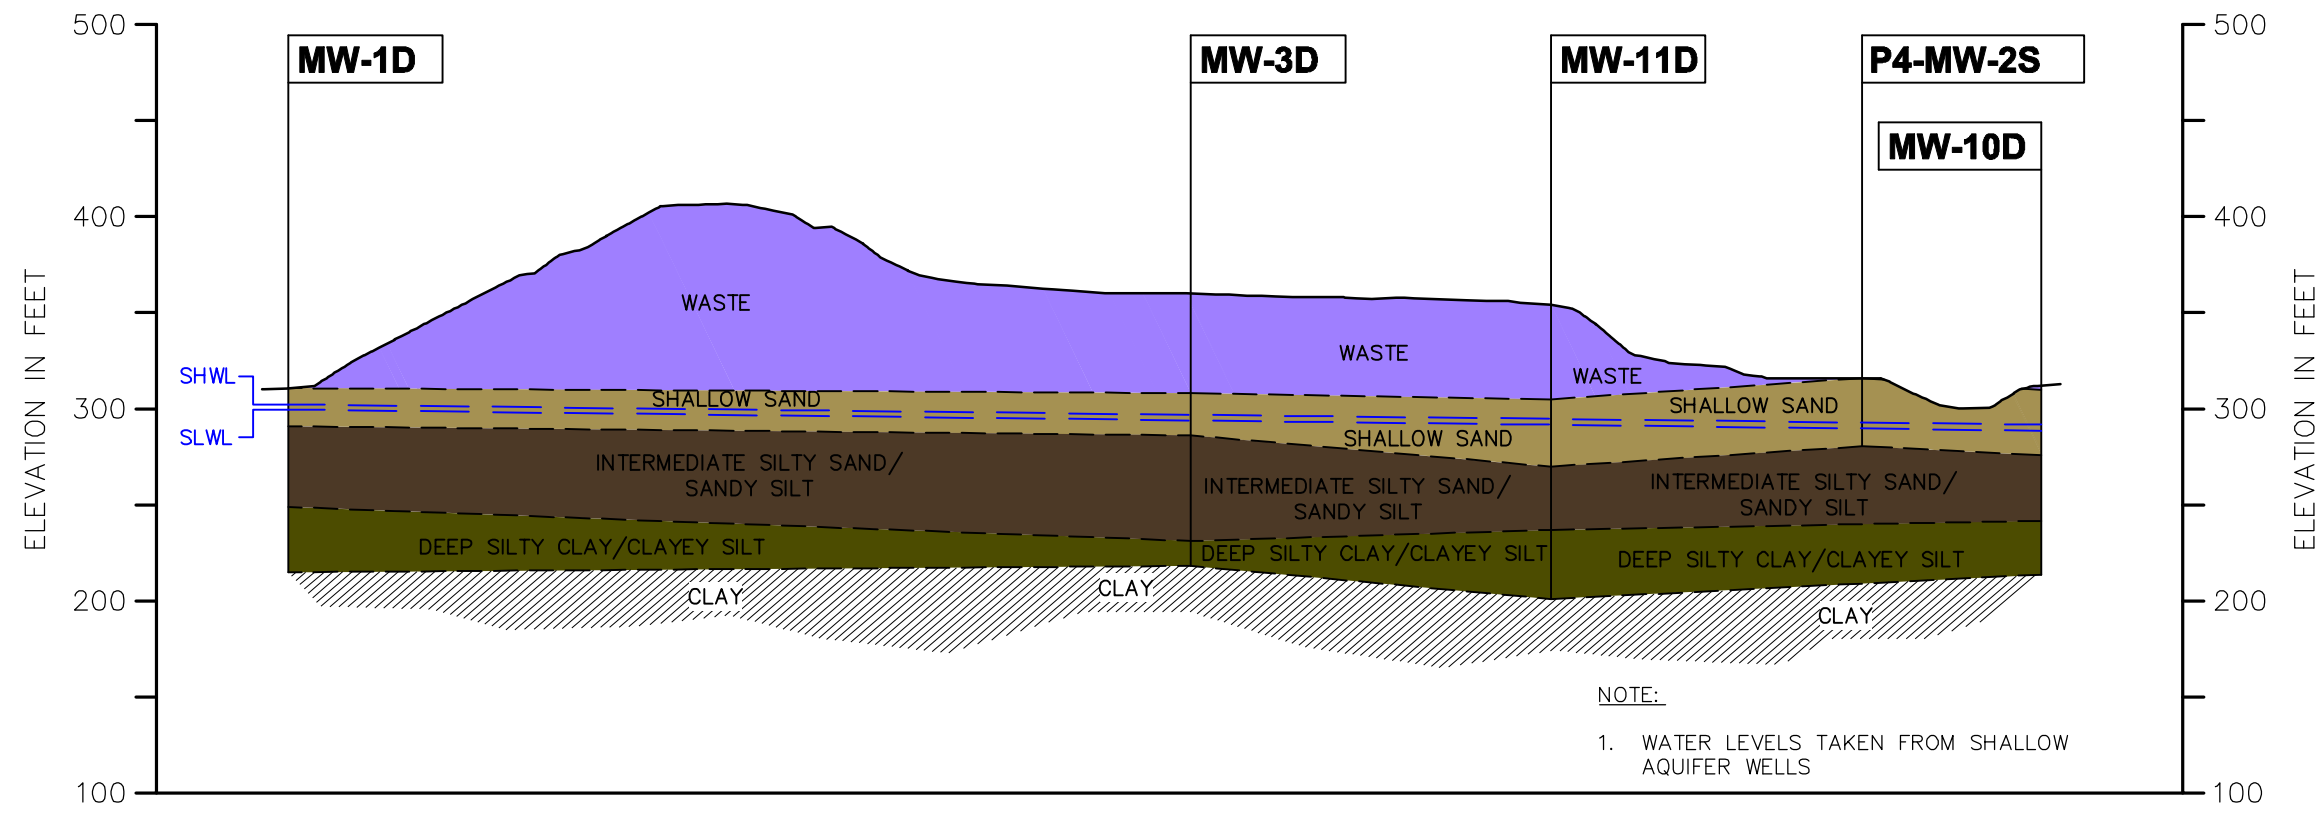 500
500
MW-1D
MW-3D
MW-11D
P4-MW-2S
MW-10D
400
400
ELEVATION IN FEET
ELEVATION IN FEET
WASTE
WASTE
WASTE
SHWL
SHALLOW SAND
SHALLOW SAND
300
300
SLWL
SHALLOW SAND
INTERMEDIATE SILTY SAND/
SANDY SILT
INTERMEDIATE SILTY SAND/
SANDY SILT
INTERMEDIATE SILTY SAND/
SANDY SILT
DEEP SILTY CLAY/CLAYEY SILT
DEEP SILTY CLAY/CLAYEY SILT
DEEP SILTY CLAY/CLAYEY SILT
CLAY
CLAY
CLAY
200
200
NOTE:
1. WATER LEVELS TAKEN FROM SHALLOW
AQUIFER WELLS
100
100